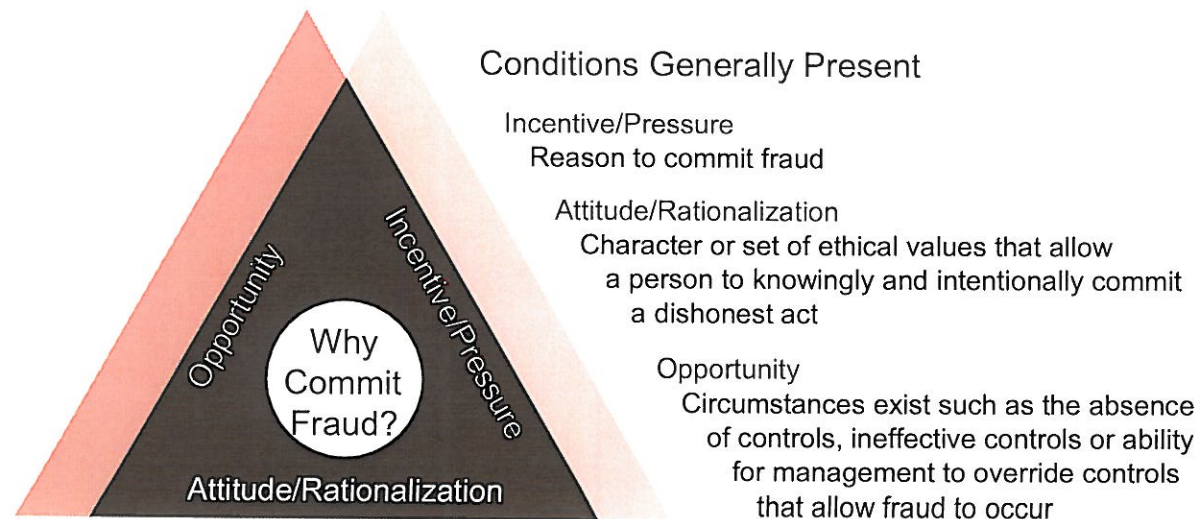 Conditions Generally Present
Incentive/Pressure
Reason to commit fraud
Attitude/Rationalization
Character or set of ethical values that allow
a person to knowingly and intentionally commit
a dishonest act
Opportunity
Circumstances exist such as the absence
of controls, ineffective controls or ability
for management to override controls
that allow fraud to occur
Opportunity
Incentive/Pressure
Why
Commit
Fraud?
Attitude/Rationalization